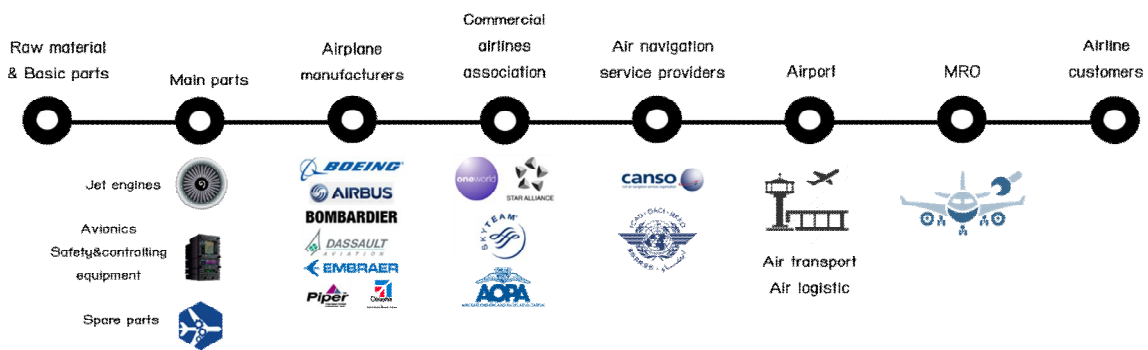 Raw material
& Basic parts
Main parts
Airplane
manufacturers
Commercial
airlines
association
Air navigation
service providers
Airport
MRO
Airline
customers
Jet engines
Avionics
Safety&controlling
equipment
Spare parts
BOEING
AIRBUS
BOMBARDIER
DASSAULT
AVIATION
EMBRAER
Piper
oneworld
STAR ALLIANCE
SKYTEAM
AOPA
canso
ICAO
Air transport
Air logistic